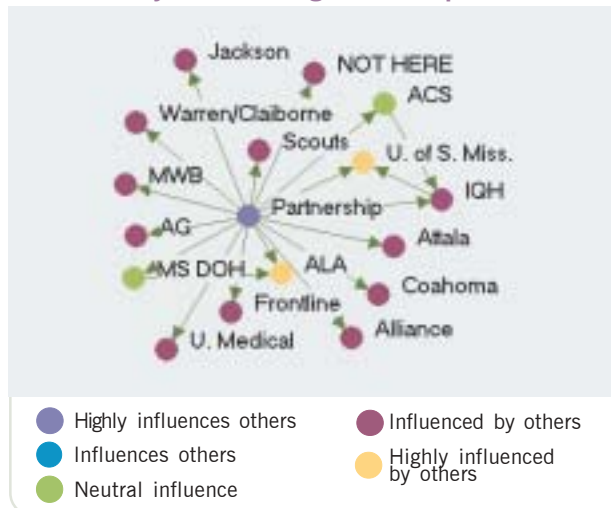 Jackson
NOT HERE
ACS
Warren/Claiborne
Scouts
U. of S. Miss.
MWB
IQH
Partnership
AG
Attala
MS DOH
ALA
Coahoma
Frontline
Alliance
U. Medical
Highly influences others
Influenced by others
Influences others
Highly influenced
by others
Neutral influence